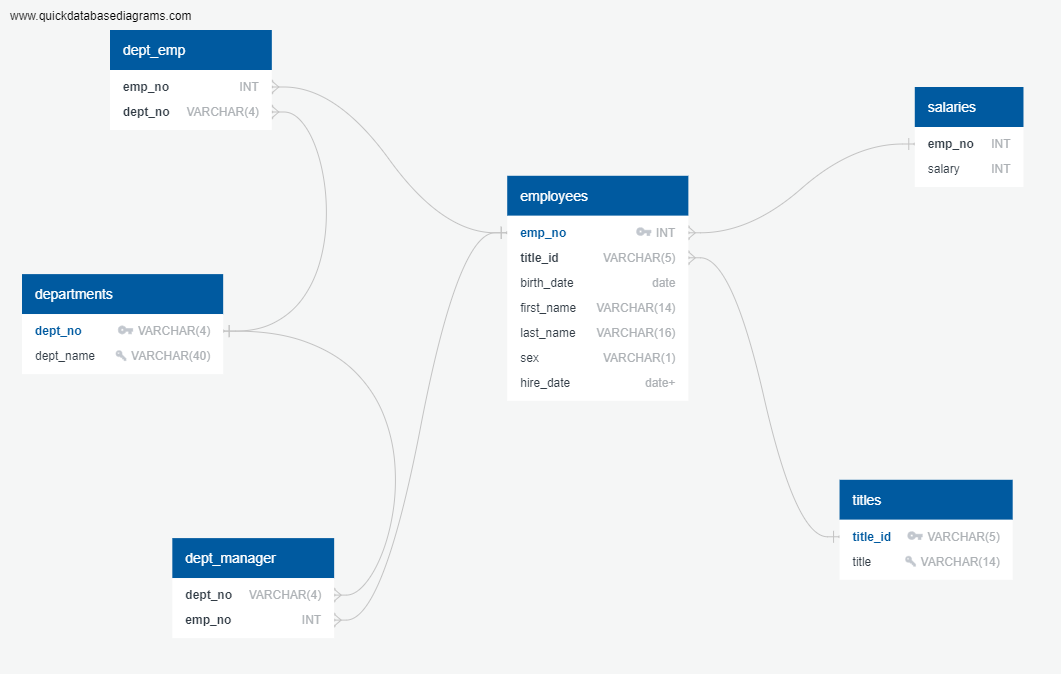 www.quickdatabasediagrams.com
dept_emp
emp_no INT
dept_no VARCHAR(4)
salaries
emp_no INT
salary INT
employees
emp_no INT
title_id VARCHAR(5)
birth_date date
first_name VARCHAR(14)
last_name VARCHAR(16)
sex VARCHAR(1)
hire_date date+
departments
dept_no VARCHAR(4)
dept_name VARCHAR(40)
titles
title_id VARCHAR(5)
title VARCHAR(14)
dept_manager
dept_no VARCHAR(4)
emp_no INT